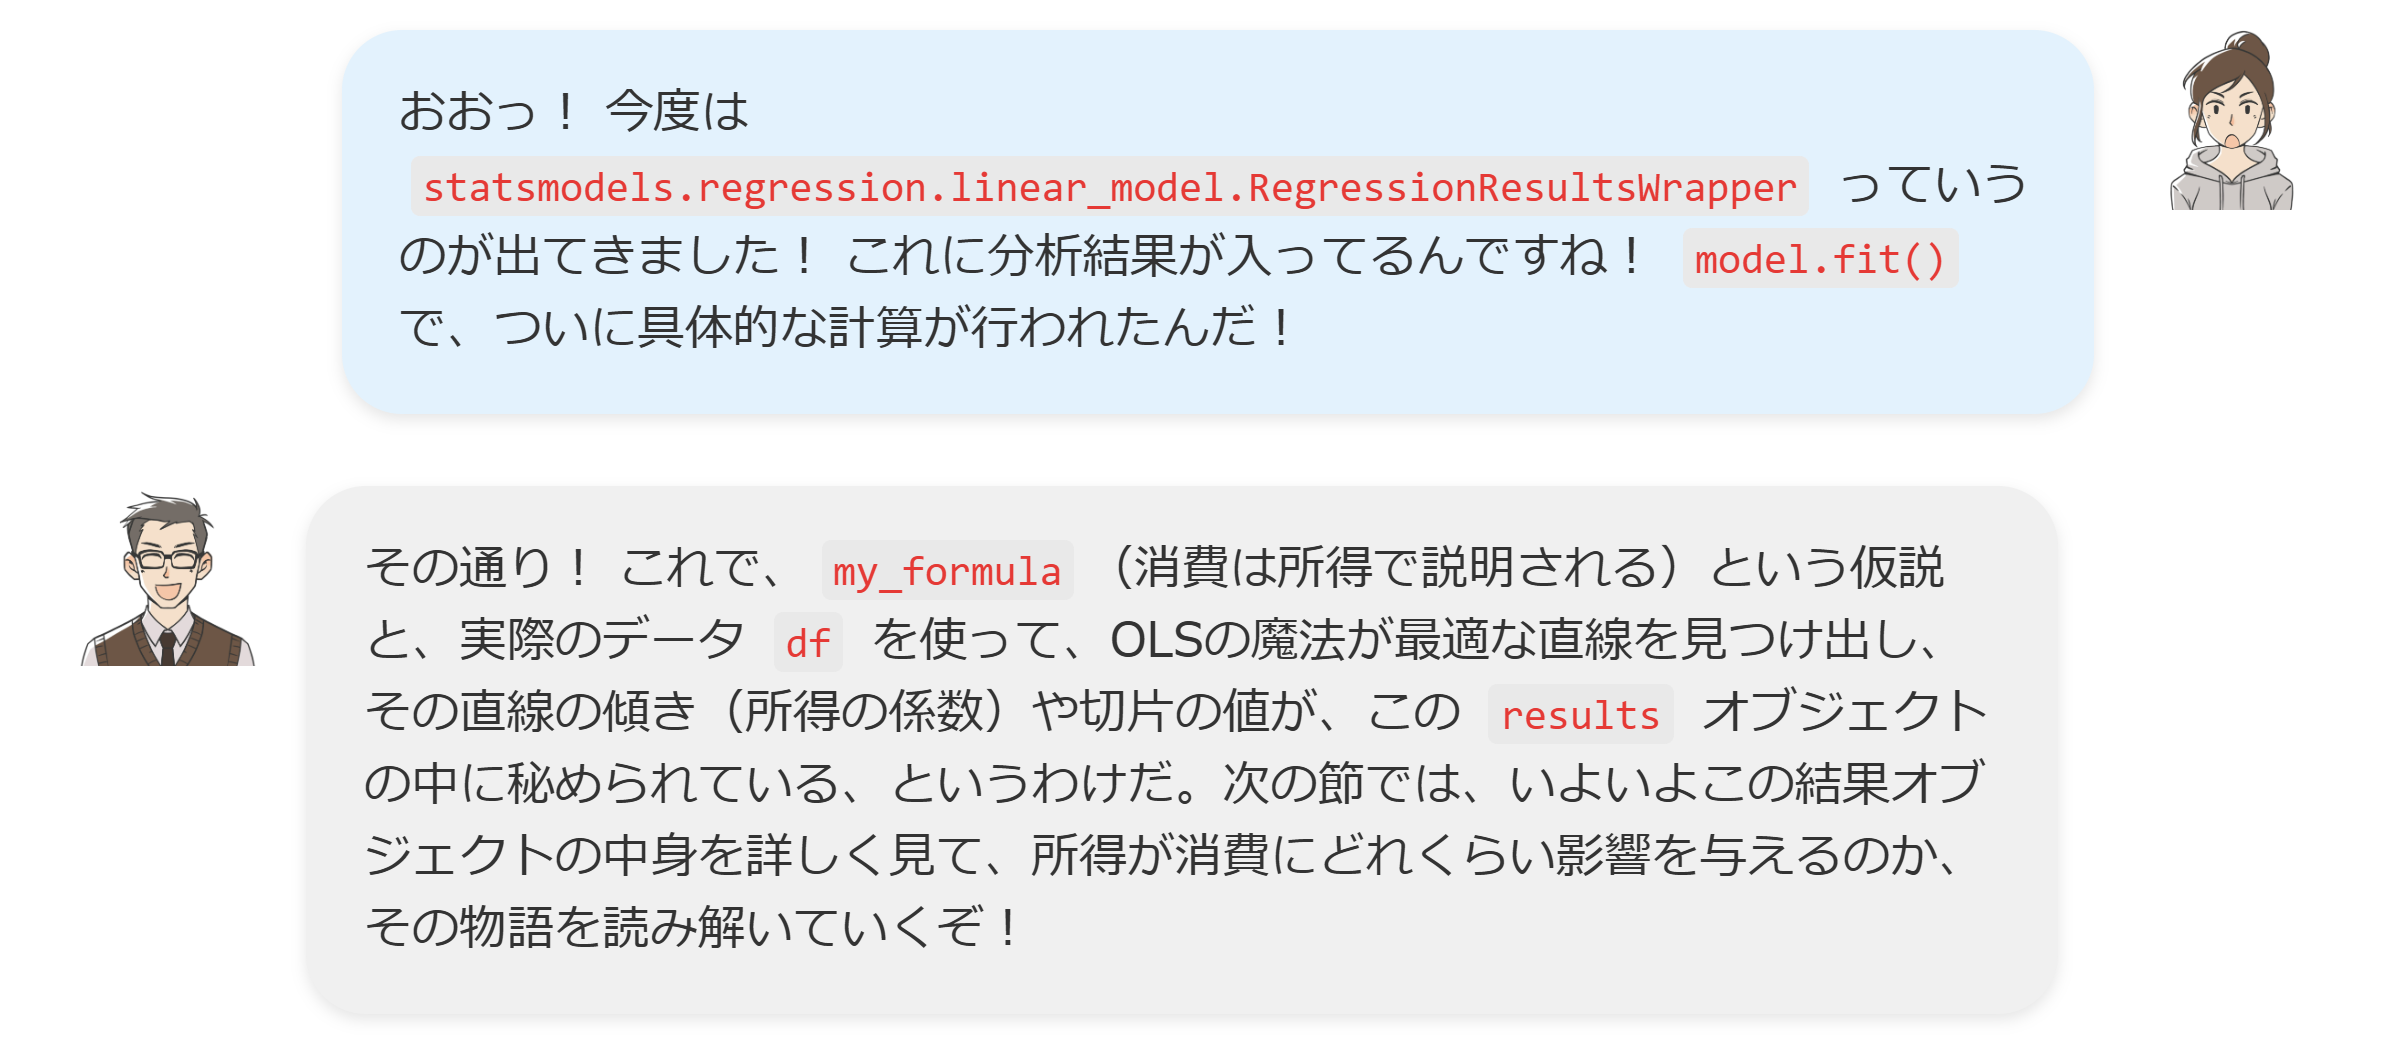 おおっ！ 今度は
statsmodels.regression.linear_model.RegressionResultsWrapper っていう
のが出てきました！ これに分析結果が入ってるんですね！ model.fit()
で、ついに具体的な計算が行われたんだ！
その通り！ これで、 my_formula （消費は所得で説明される）という仮説
と、実際のデータ df を使って、OLSの魔法が最適な直線を見つけ出し、
その直線の傾き（所得の係数）や切片の値が、この results オブジェクト
の中に秘められている、というわけだ。次の節では、いよいよこの結果オブ
ジェクトの中身を詳しく見て、所得が消費にどれくらい影響を与えるのか、
その物語を読み解いていくぞ！